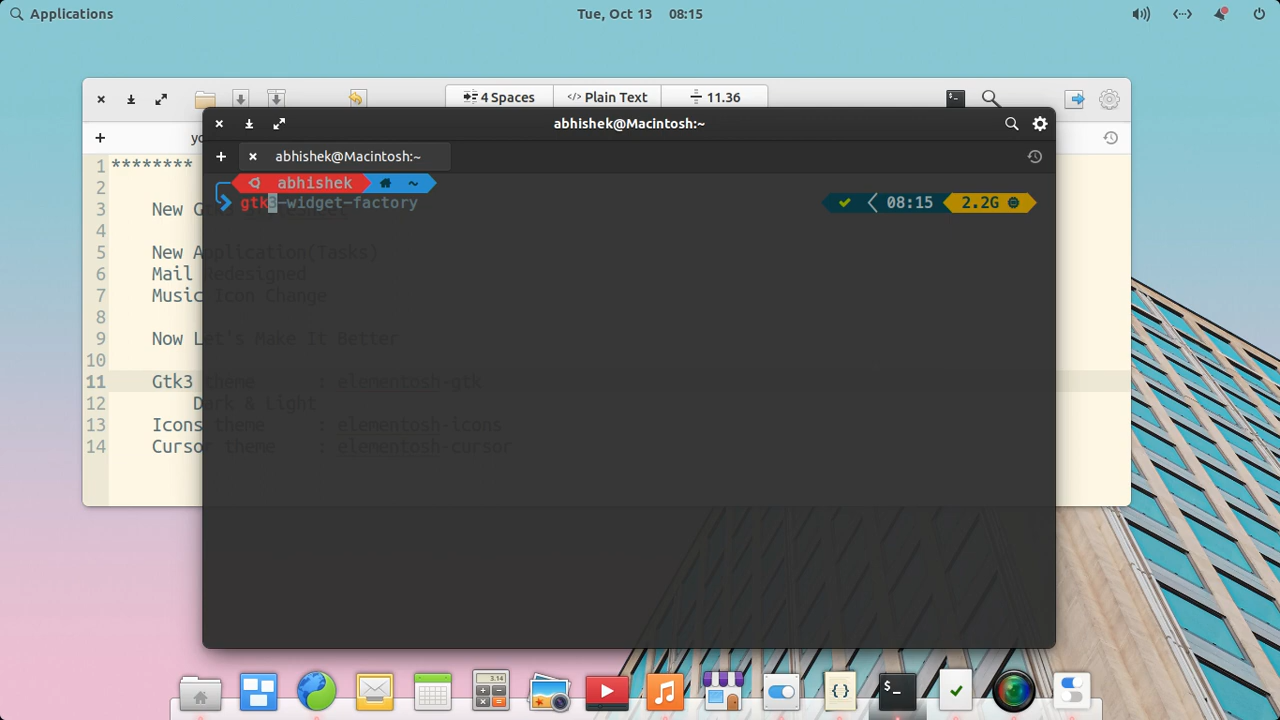 Applications
Tue, Oct 13 08:15
4 Spaces
</> Plain Text
11.36
abhishek@Macintosh:~
abhishek@Macintosh:~
abhishek ~
gtk3-widget-factory
08:15 2.2G
1 ********
2
3 New
4
5 New Application(Tasks)
6 Mail Redesigned
7 Music Icon Change
8
9 Now Let's Make It Better
10
11 Gtk3 theme : elementosh-gtk
12 Dark & Light
13 Icons theme : elementosh-icons
14 Cursor theme : elementosh-cursor
3.14
{}
$_